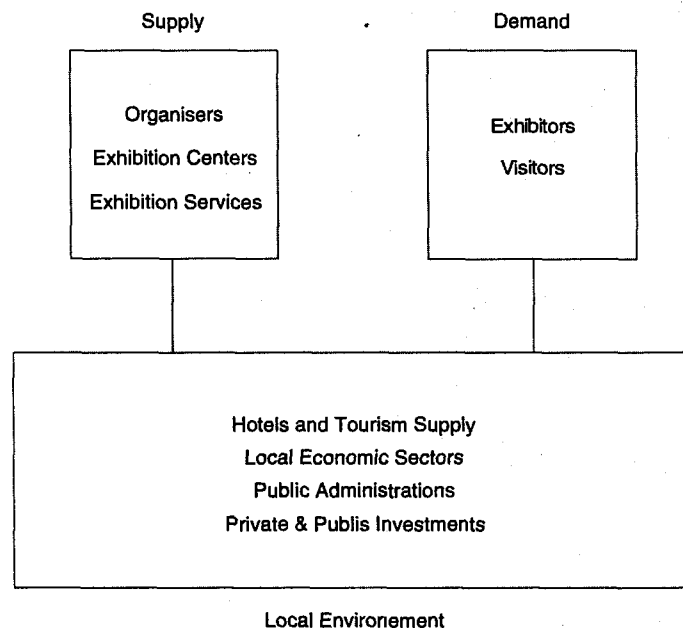 Supply
Demand
Organisers
Exhibition Centers
Exhibition Services
Exhibitors
Visitors
Hotels and Tourism Supply
Local Economic Sectors
Public Administrations
Private & Publis Investments
Local Environement